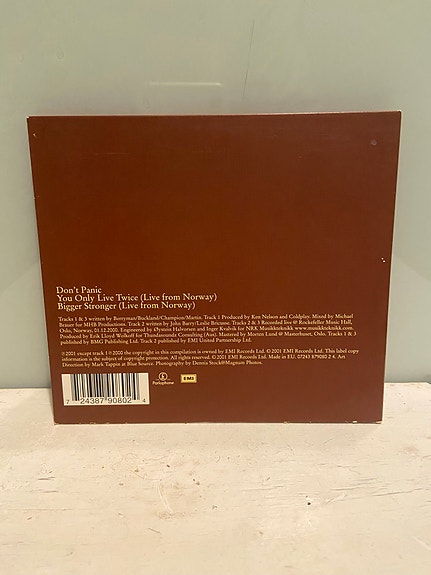 Don't Panic
You Only Live Twice (Live from Norway)
Bigger Stronger (Live from Norway)
Tracks 1 & 3 written by Berryman/Buckland/Champion/Martin. Track 1 Produced by Ken Nelson and Coldplay. Mixed by Michael
Brauer for MHB Productions. Track 2 written by John Barry/Leslie Bricusse. Tracks 2 & 3 Recorded live @ Rockefeller Music Hall,
Oslo, Norway, 01.12.2000. Engineered by Øysten Halvorsen and Inger Kvalvik for NRK Musikkteknikk www.musikkteknikk.com.
Produced by Erik Lloyd Wolkoff for Thundasoundz Consulting (Aus). Mastered by Morten Lund @ Masterhuset, Oslo. Tracks 1 & 3
published by BMG Publishing Ltd. Track 2 published by EMI United Partnership Ltd.
℗ 2001 except track 1 ℗ 2000 the copyright in this compilation is owned by EMI Records Ltd. © 2001 EMI Records Ltd. This label copy
information is the subject of copyright protection. All rights reserved. © 2001 EMI Records Ltd. Made in EU. 07243 879080 2 4. Art
Direction by Mark Tappin at Blue Source. Photography by Dennis Stock@Magnum Photos.
7 24387 90802 4
Parlophone
EMI